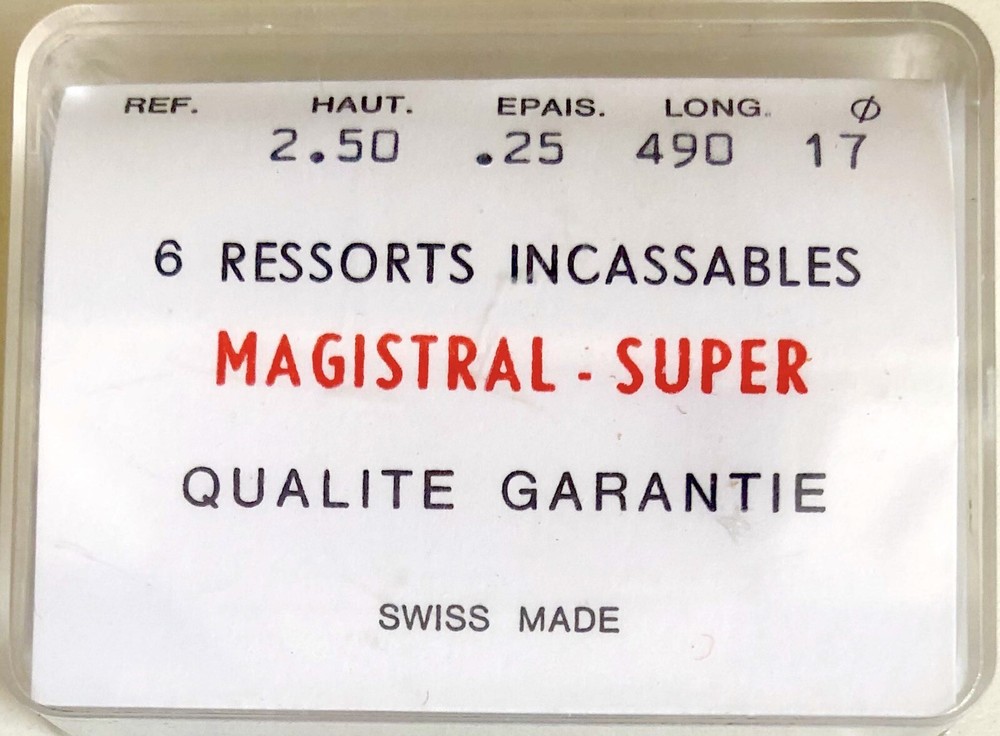 REF. HAUT. EPAIS. LONG. ∅
2.50 .25 490 17
6 RESSORTS INCASSABLES
MAGISTRAL - SUPER
QUALITE GARANTIE
SWISS MADE